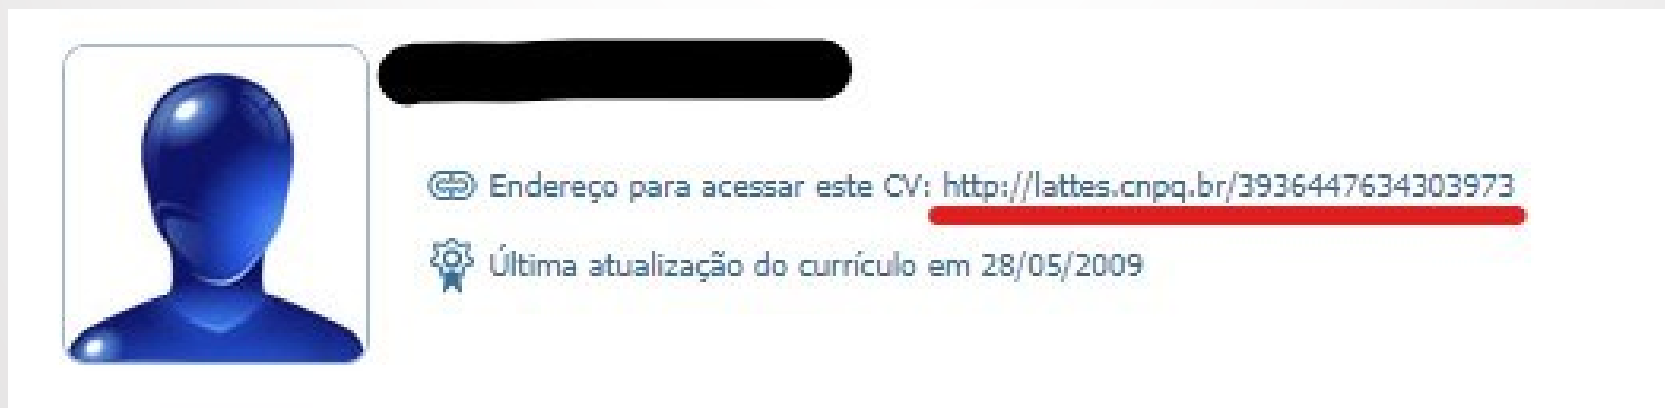 Endereço para acessar este CV: http://lattes.cnpq.br/3936447634303973
Última atualização do currículo em 28/05/2009